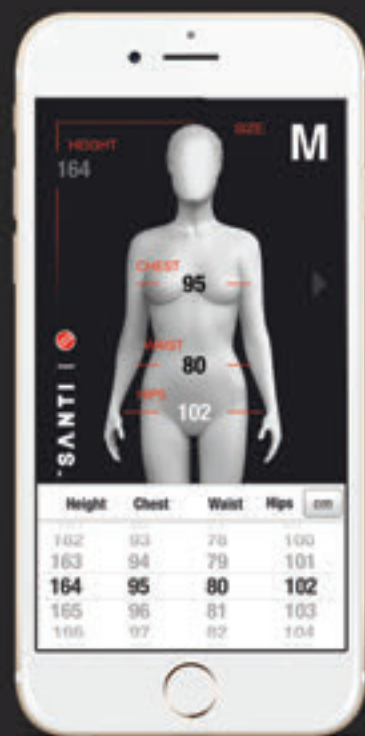 SIZE
M
HEIGHT
164
CHEST
95
WAIST
80
HIPS
102
SANTI
Height Chest Waist Hips cm
162 93 78 100
163 94 79 101
164 95 80 102
165 96 81 103
166 97 82 104